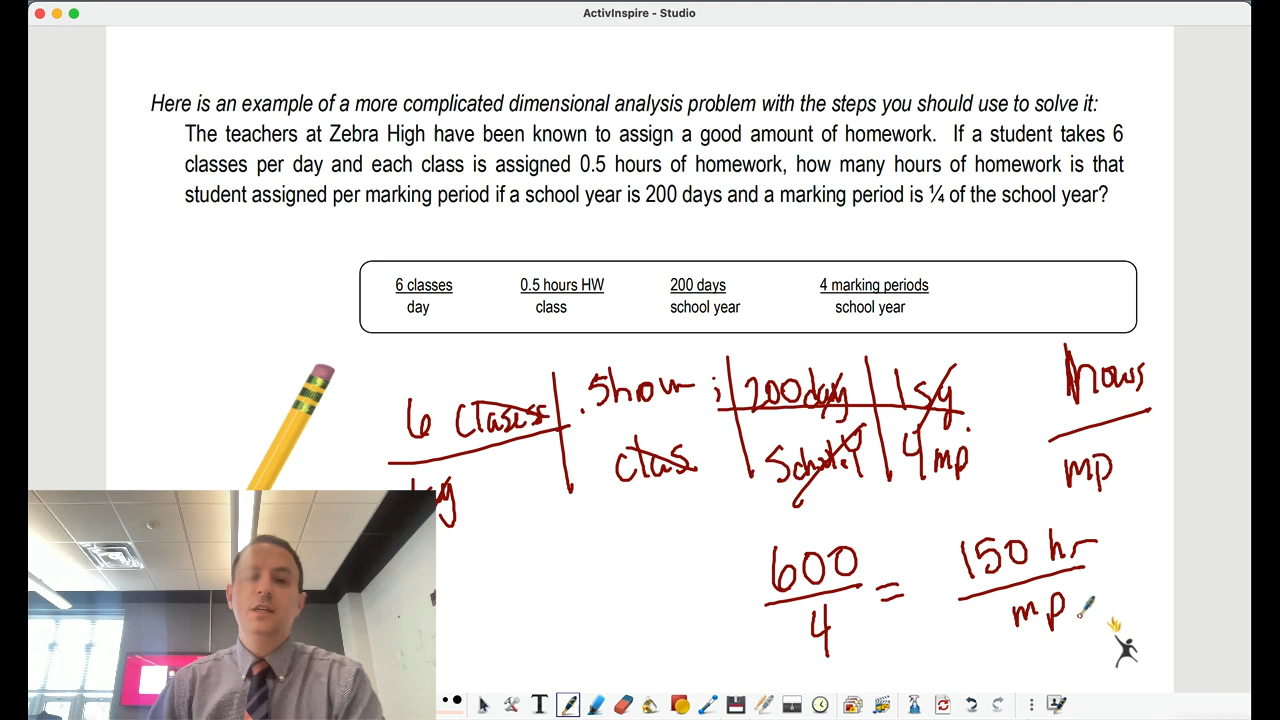 ActivInspire - Studio
Here is an example of a more complicated dimensional analysis problem with the steps you should use to solve it:
The teachers at Zebra High have been known to assign a good amount of homework. If a student takes 6
classes per day and each class is assigned 0.5 hours of homework, how many hours of homework is that
student assigned per marking period if a school year is 200 days and a marking period is ¼ of the school year?
6 classes 0.5 hours HW 200 days 4 marking periods
day class school year school year
6 .5 hour 200 day 1 sy hours
clas 4 mp mp
600 = 150 hr
4 mp
T